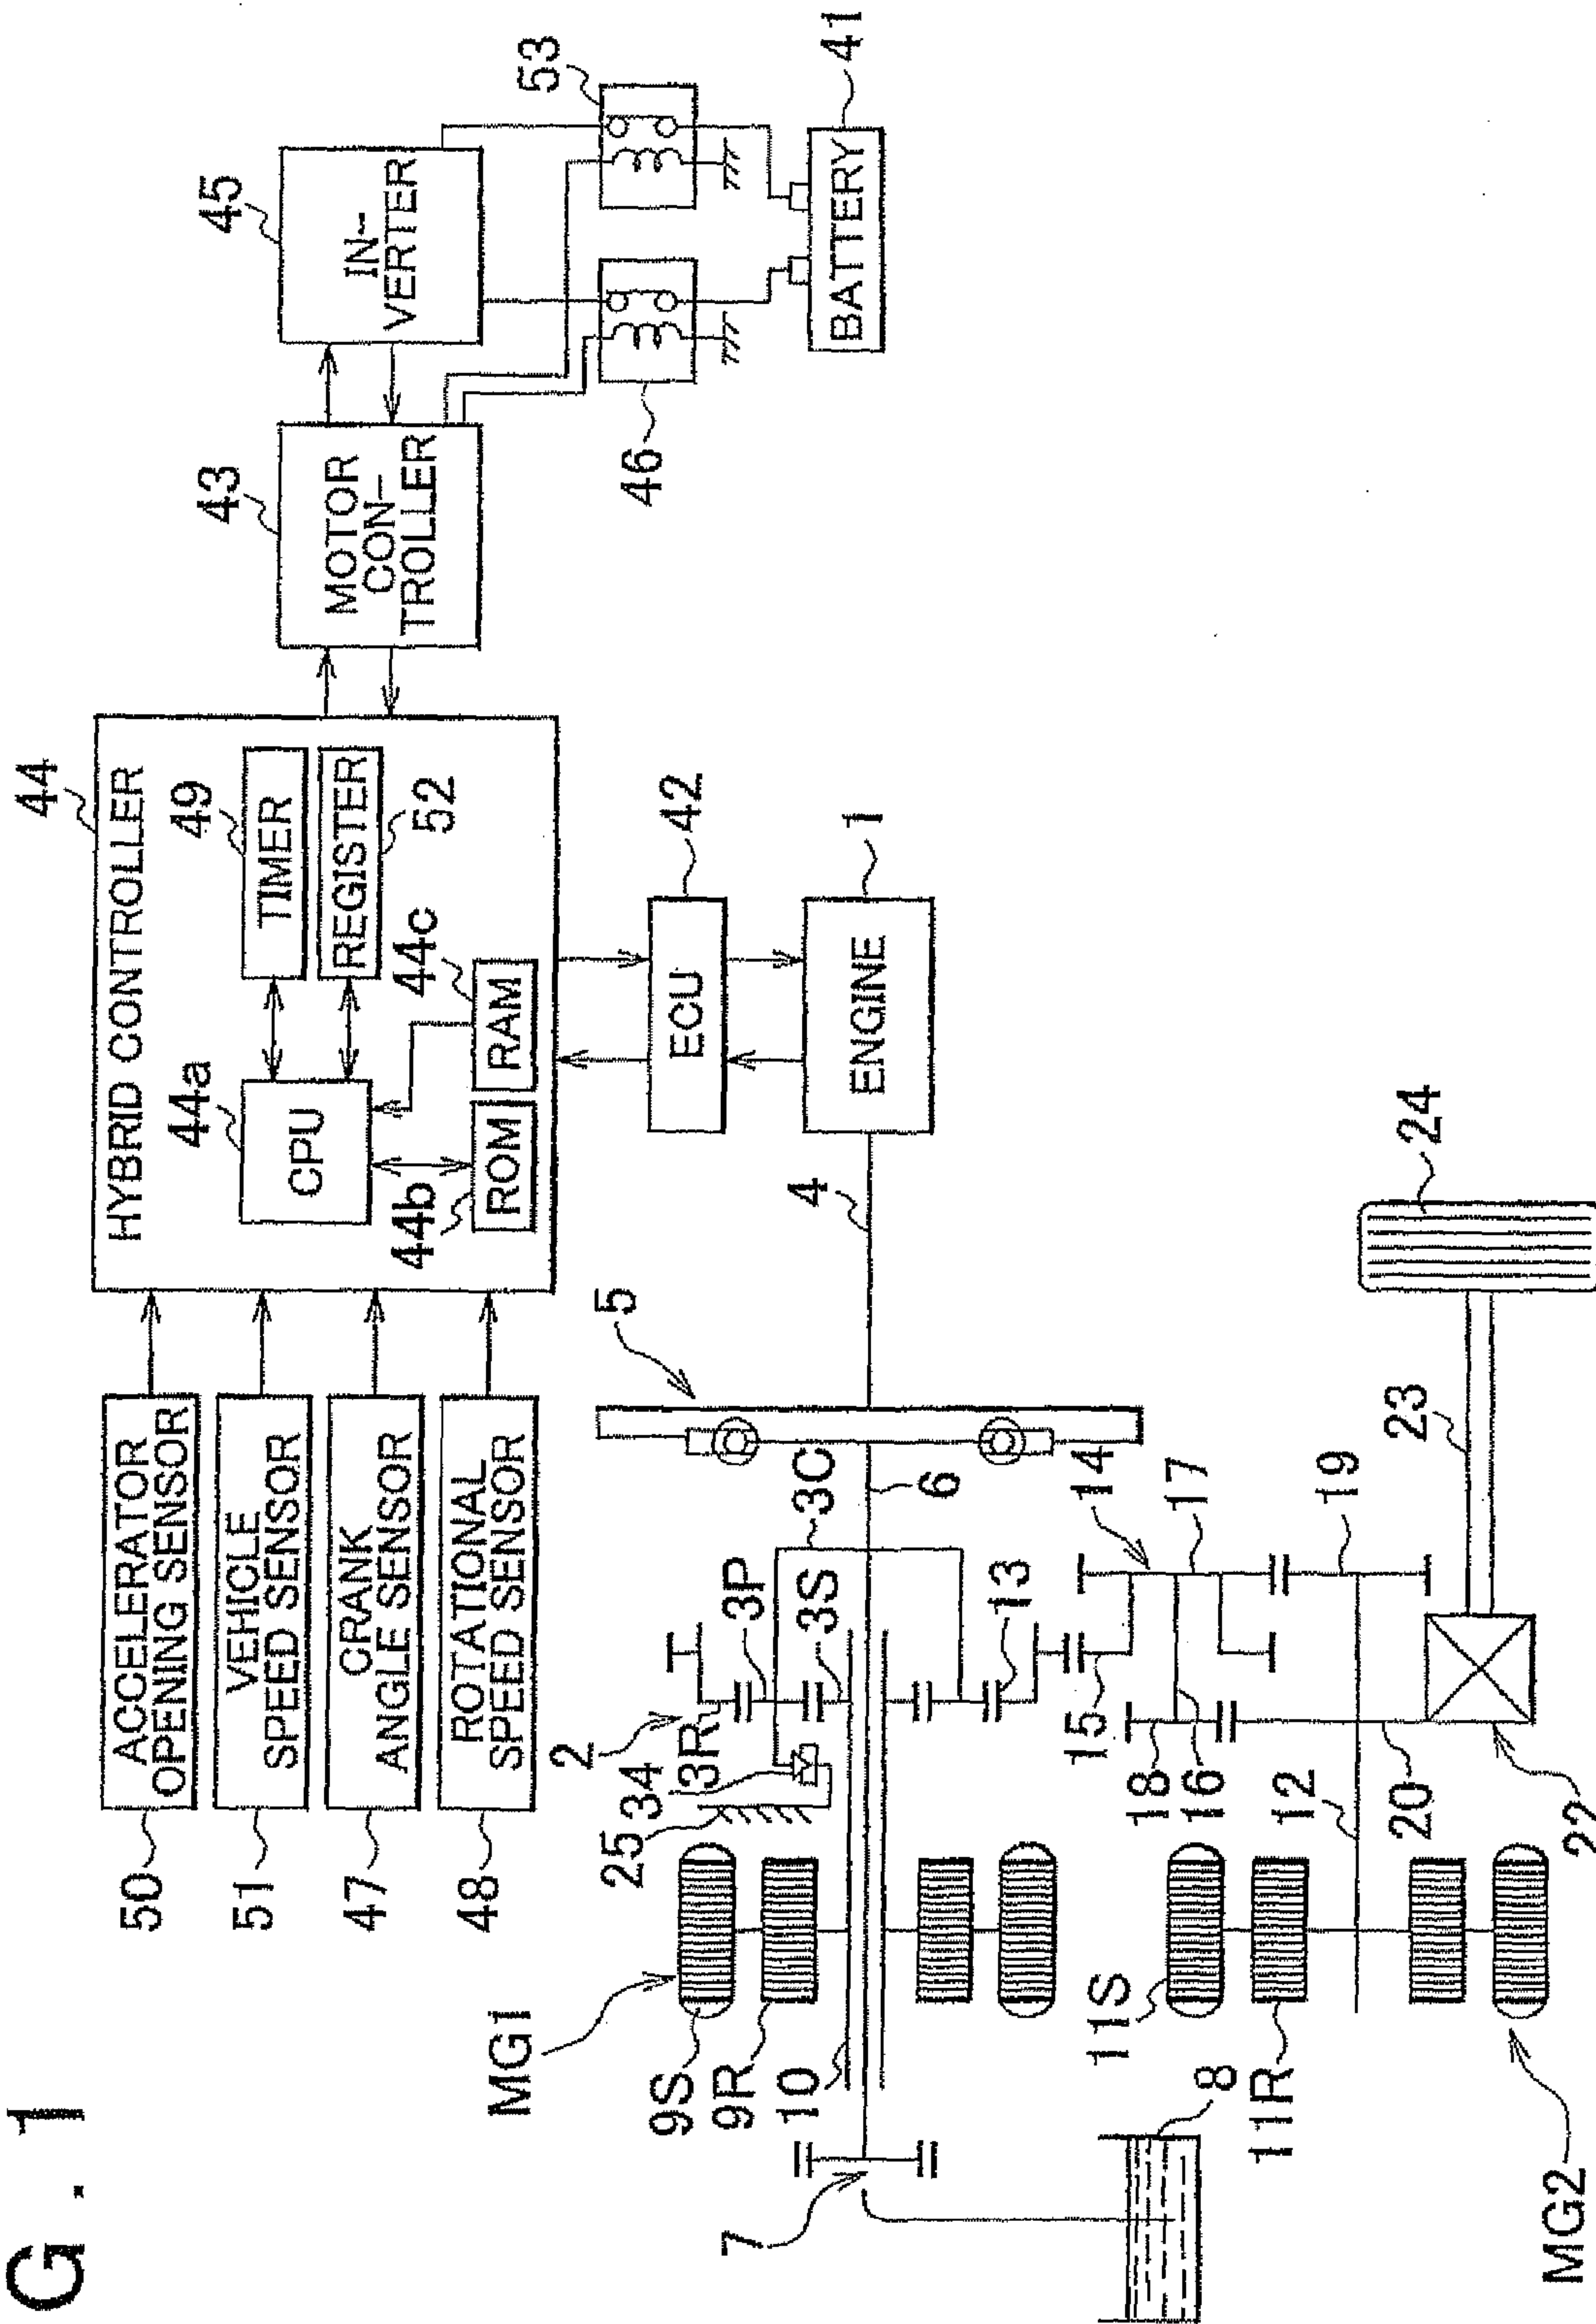 G . 1
ACCELERATOR
OPENING SENSOR
50
VEHICLE
SPEED SENSOR
51
CRANK
ANGLE SENSOR
47
ROTATIONAL
SPEED SENSOR
48
44
HYBRID CONTROLLER
44a
CPU
49
TIMER
REGISTER
52
44b
ROM
44c
RAM
43
MOTOR
CON-
TROLLER
45
IN-
VERTER
53
46
41
BATTERY
42
ECU
1
ENGINE
4
5
6
3C
3P
3S
13
2
3R
34
25
MG1
9S
9R
10
7
8
14
17
19
15
18
16
12
20
22
23
24
11S
11R
MG2